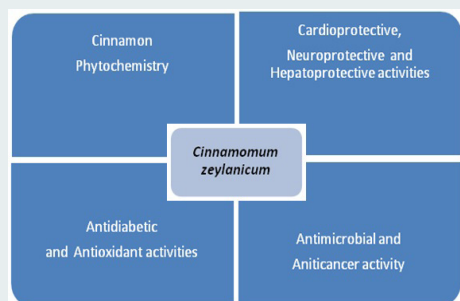 Cinnamon
Phytochemistry
Cardioprotective,
Neuroprotective and
Hepatoprotective activities
Cinnamomum
zeylanicum
Antidiabetic
and Antioxidant activities
Antimicrobial and
Aniticancer activity